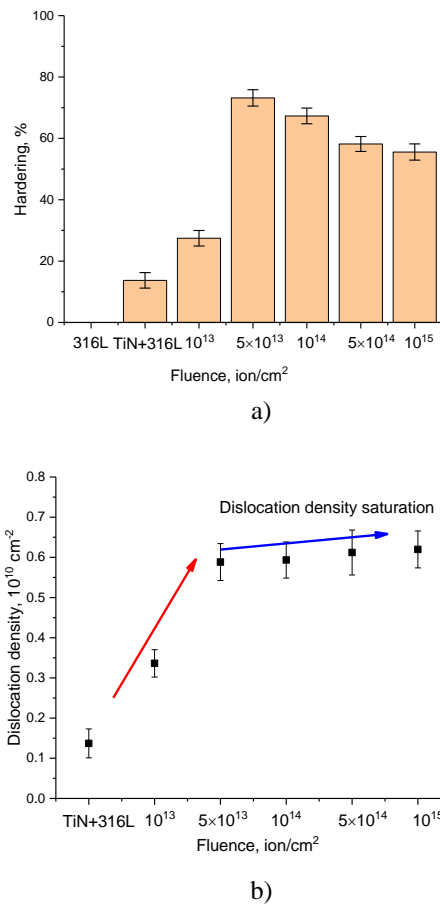 100
80
60
40
20
0
Hardering, %
316L TiN+316L 10¹³ 5×10¹³ 10¹⁴ 5×10¹⁴ 10¹⁵
Fluence, ion/cm²
a)
0.8
0.7
0.6
0.5
0.4
0.3
0.2
0.1
0.0
Dislocation density, 10¹⁰ cm⁻²
Dislocation density saturation
TiN+316L 10¹³ 5×10¹³ 10¹⁴ 5×10¹⁴ 10¹⁵
Fluence, ion/cm²
b)